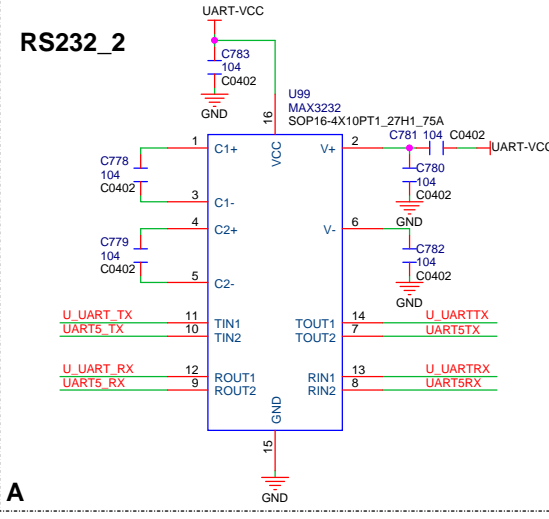 UART-VCC
RS232_2
C783
104
C0402
GND
U99
MAX3232
SOP16-4X10PT1_27H1_75A
C781 104 C0402
UART-VCC
16
VCC
1
C1+
V+
2
C778
104
C0402
C780
104
C0402
GND
3
C1-
4
C2+
V-
6
C779
104
C0402
C782
104
C0402
GND
5
C2-
U_UART_TX
11
TIN1
TOUT1
14
U_UARTTX
UART5_TX
10
TIN2
TOUT2
7
UART5TX
U_UART_RX
12
ROUT1
RIN1
13
U_UARTRX
UART5_RX
9
ROUT2
RIN2
8
UART5RX
GND
15
GND
A